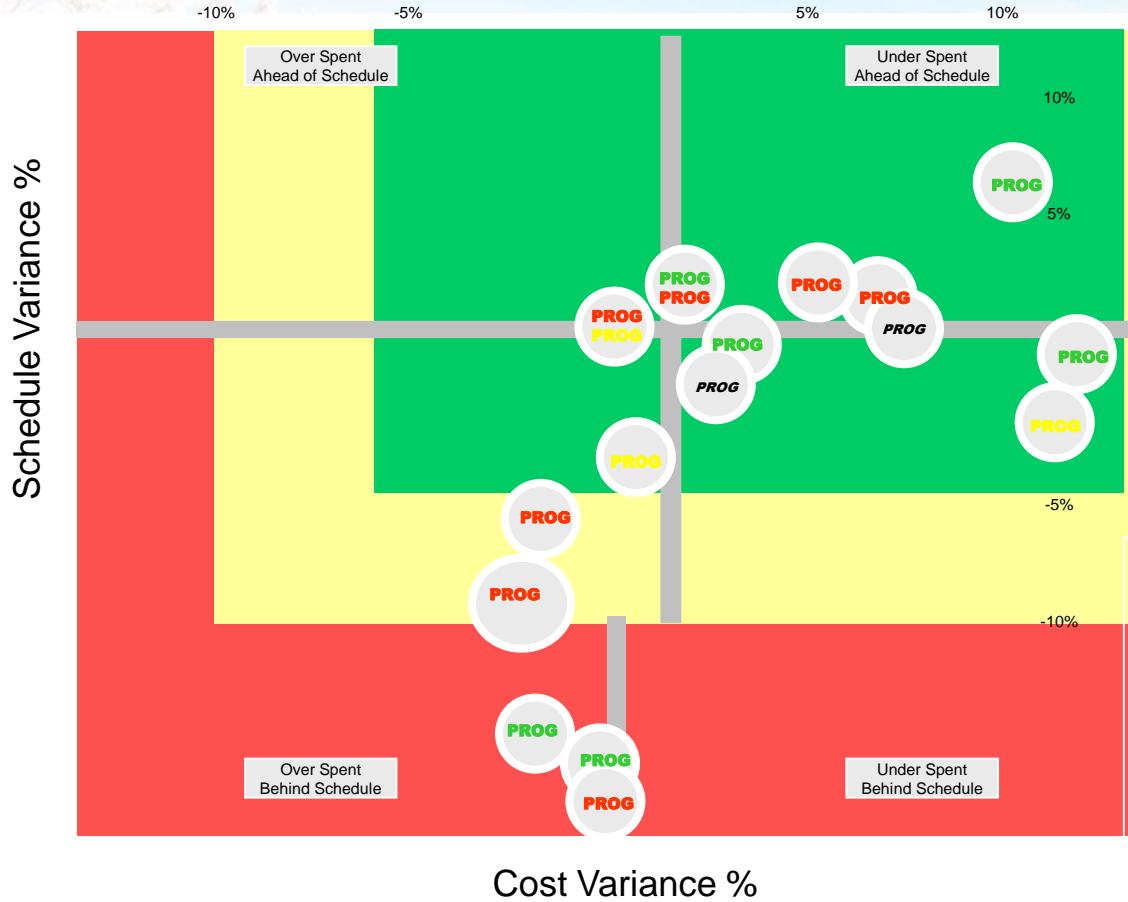 -10%
-5%
5%
10%
Over Spent
Ahead of Schedule
Under Spent
Ahead of Schedule
10%
PROG
5%
PROG
PROG
PROG
PROG
PROG
PROG
PROG
PROG
PROG
PROG
PROG
PROG
PROG
-5%
PROG
PROG
-10%
PROG
PROG
PROG
Over Spent
Behind Schedule
Under Spent
Behind Schedule
Schedule Variance %
Cost Variance %